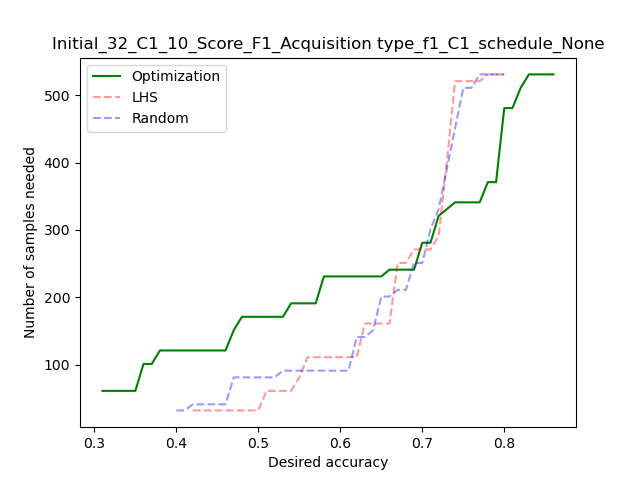 Initial_32_C1_10_Score_F1_Acquisition type_f1_C1_schedule_None
Optimization
LHS
Random
500
400
300
200
100
Number of samples needed
0.3 0.4 0.5 0.6 0.7 0.8
Desired accuracy